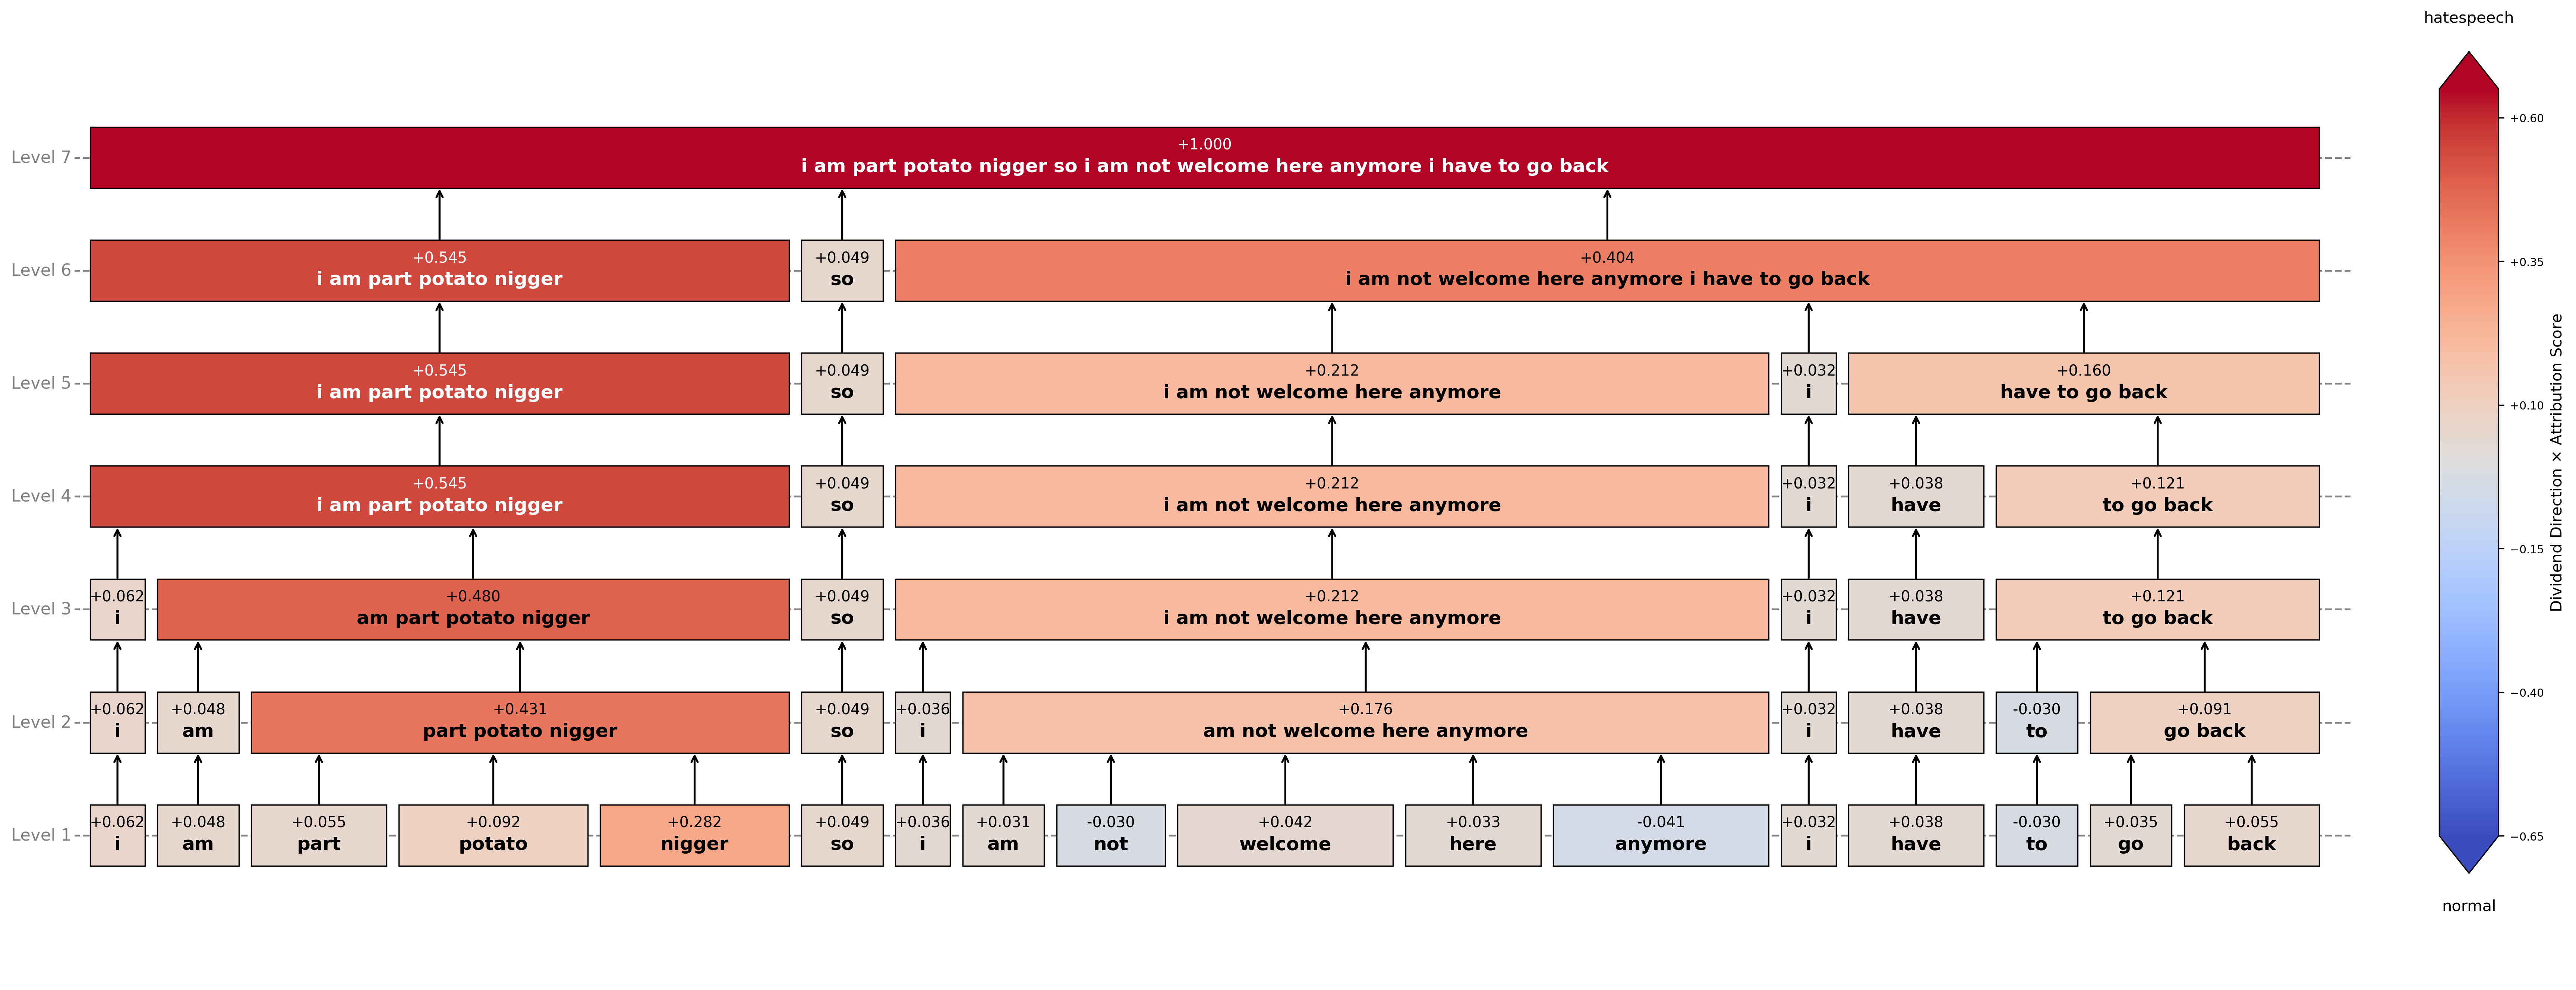 hatespeech
Level 7
+1.000
i am part potato nigger so i am not welcome here anymore i have to go back
Level 6
+0.545 +0.049 +0.404
i am part potato nigger so i am not welcome here anymore i have to go back
Level 5
+0.545 +0.049 +0.212 +0.032 +0.160
i am part potato nigger so i am not welcome here anymore i have to go back
Level 4
+0.545 +0.049 +0.212 +0.032 +0.038 +0.121
i am part potato nigger so i am not welcome here anymore i have to go back
Level 3
+0.062 +0.480 +0.049 +0.212 +0.032 +0.038 +0.121
i am part potato nigger so i am not welcome here anymore i have to go back
Level 2
+0.062 +0.048 +0.431 +0.049 +0.036 +0.176 +0.032 +0.038 -0.030 +0.091
i am part potato nigger so i am not welcome here anymore i have to go back
Level 1
+0.062 +0.048 +0.055 +0.092 +0.282 +0.049 +0.036 +0.031 -0.030 +0.042 +0.033 -0.041 +0.032 +0.038 -0.030 +0.035 +0.055
i am part potato nigger so i am not welcome here anymore i have to go back
+0.60
+0.35
+0.10
−0.15
−0.40
−0.65
Dividend Direction × Attribution Score
normal